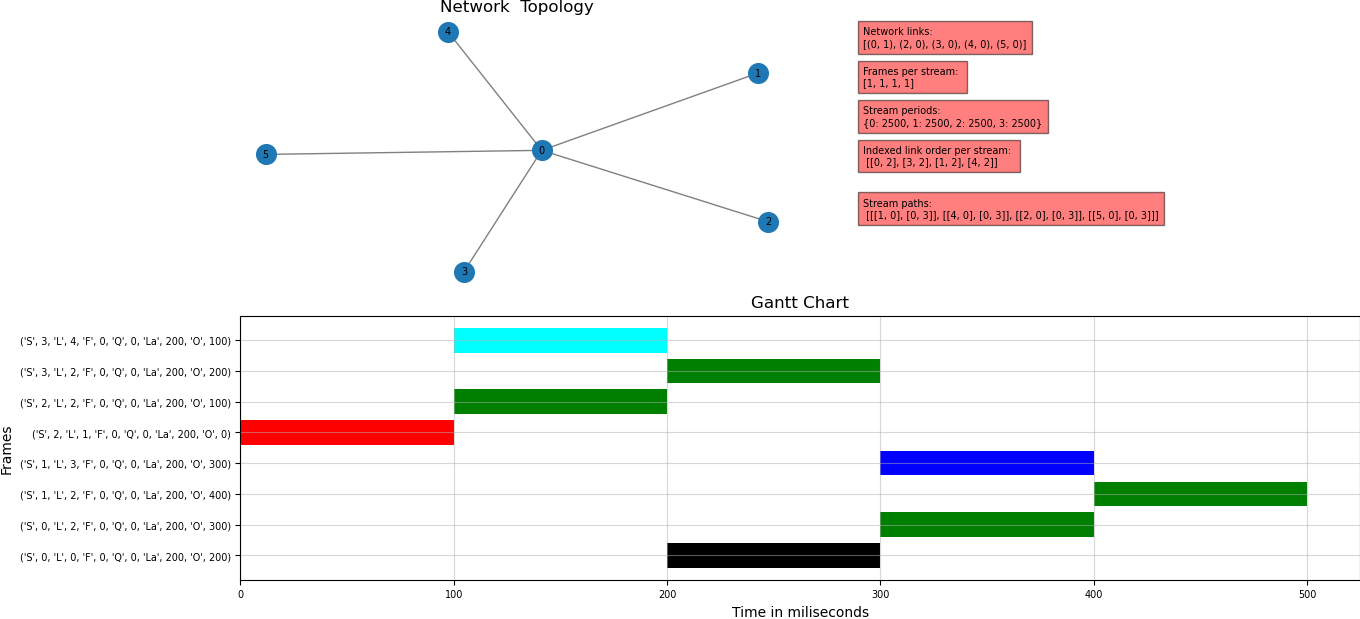 Network  Topology
4
1
0
5
2
3
Network links:
[(0, 1), (2, 0), (3, 0), (4, 0), (5, 0)]
Frames per stream:
[1, 1, 1, 1]
Stream periods:
{0: 2500, 1: 2500, 2: 2500, 3: 2500}
Indexed link order per stream:
[[0, 2], [3, 2], [1, 2], [4, 2]]
Stream paths:
[[[1, 0], [0, 3]], [[4, 0], [0, 3]], [[2, 0], [0, 3]], [[5, 0], [0, 3]]]
Gantt Chart
('S', 3, 'L', 4, 'F', 0, 'Q', 0, 'La', 200, 'O', 100)
('S', 3, 'L', 2, 'F', 0, 'Q', 0, 'La', 200, 'O', 200)
('S', 2, 'L', 2, 'F', 0, 'Q', 0, 'La', 200, 'O', 100)
('S', 2, 'L', 1, 'F', 0, 'Q', 0, 'La', 200, 'O', 0)
('S', 1, 'L', 3, 'F', 0, 'Q', 0, 'La', 200, 'O', 300)
('S', 1, 'L', 2, 'F', 0, 'Q', 0, 'La', 200, 'O', 400)
('S', 0, 'L', 2, 'F', 0, 'Q', 0, 'La', 200, 'O', 300)
('S', 0, 'L', 0, 'F', 0, 'Q', 0, 'La', 200, 'O', 200)
Frames
0 100 200 300 400 500
Time in miliseconds